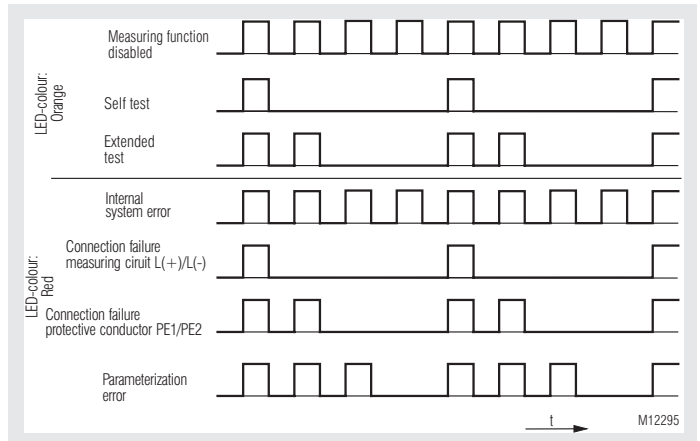 LED-colour:
Orange
Measuring function
disabled
Self test
Extended
test
LED-colour:
Red
Internal
system error
Connection failure
measuring ciruit L(+)/L(-)
Connection failure
protective conductor PE1/PE2
Parameterization
error
t
M12295